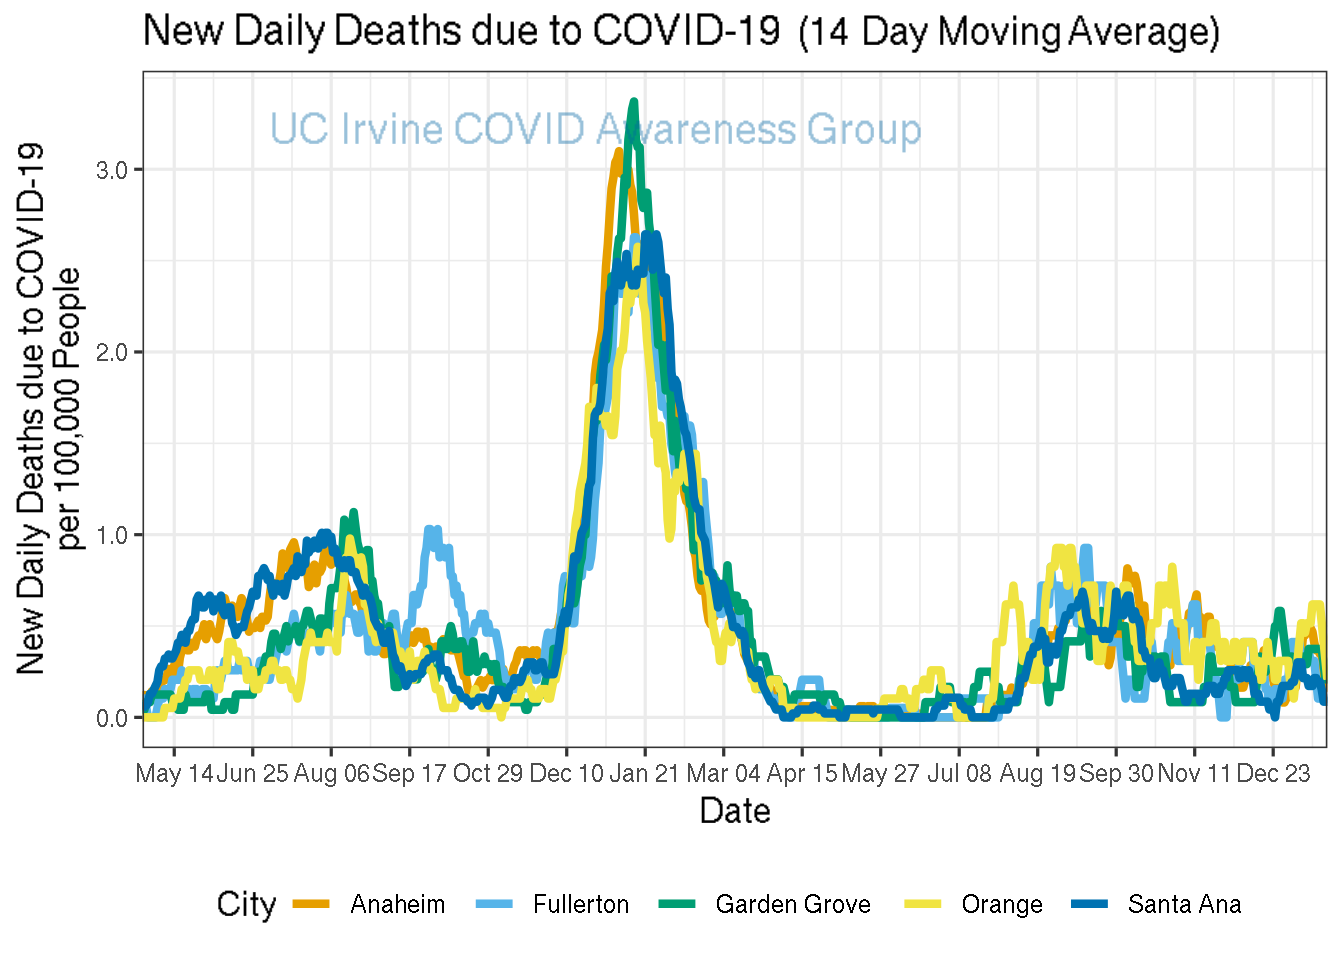 New Daily Deaths due to COVID-19 (14 Day Moving Average)
UC Irvine COVID Awareness Group
New Daily Deaths due to COVID-19
per 100,000 People
3.0
2.0
1.0
0.0
May 14 Jun 25 Aug 06 Sep 17 Oct 29 Dec 10 Jan 21 Mar 04 Apr 15 May 27 Jul 08 Aug 19 Sep 30 Nov 11 Dec 23
Date
City Anaheim Fullerton Garden Grove Orange Santa Ana